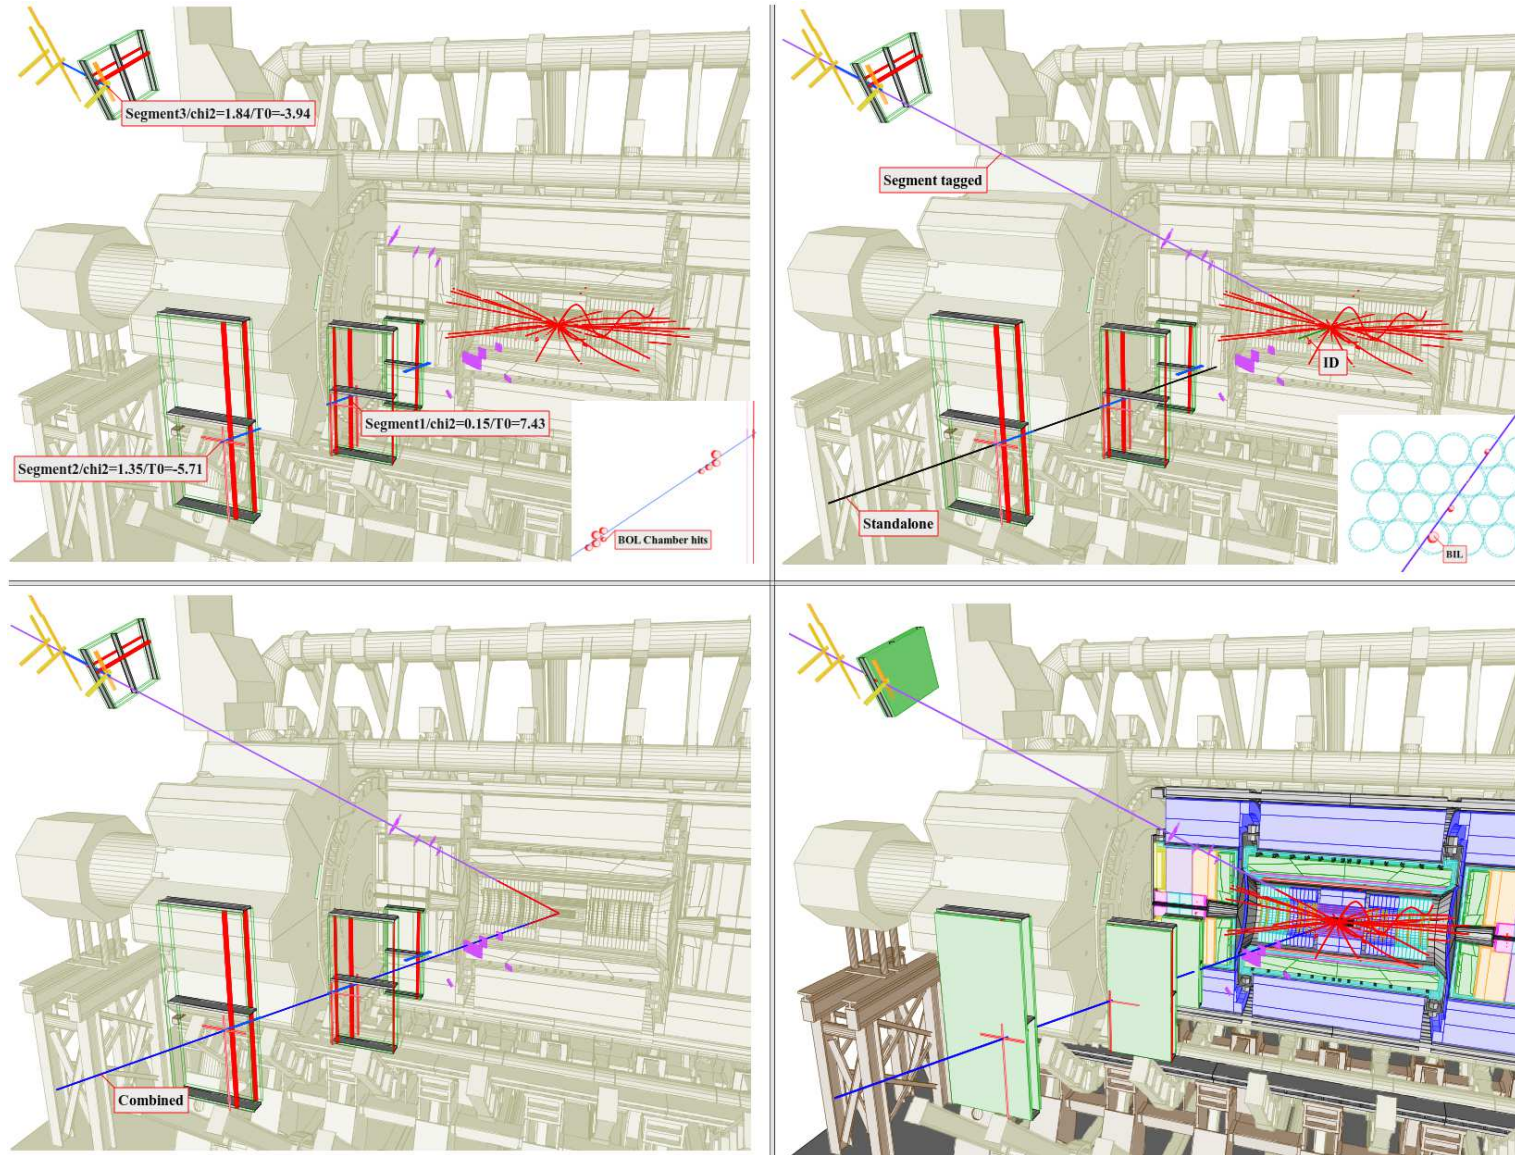 Segment3/chi2=1.84/T0=-3.94
Segment1/chi2=0.15/T0=7.43
Segment2/chi2=1.35/T0=-5.71
BOL Chamber hits
Segment tagged
ID
Standalone
BIL
Combined